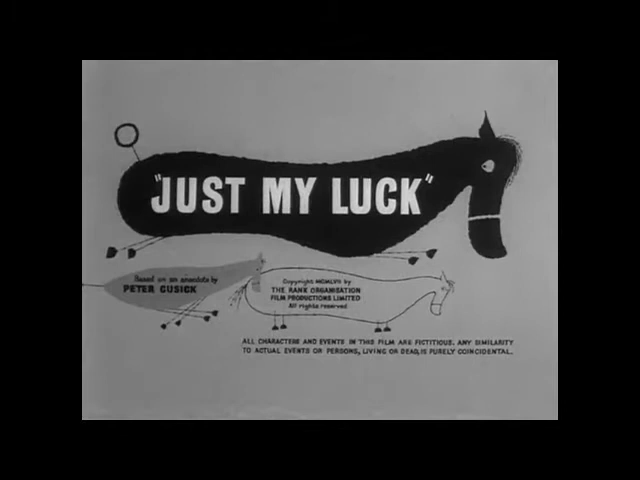 "JUST MY LUCK"
Based on an anecdote by
PETER CUSICK
Copyright MCMLVII by
THE RANK ORGANISATION
FILM PRODUCTIONS LIMITED
All rights reserved
ALL CHARACTERS AND EVENTS IN THIS FILM ARE FICTITIOUS. ANY SIMILARITY
TO ACTUAL EVENTS OR PERSONS, LIVING OR DEAD, IS PURELY COINCIDENTAL.